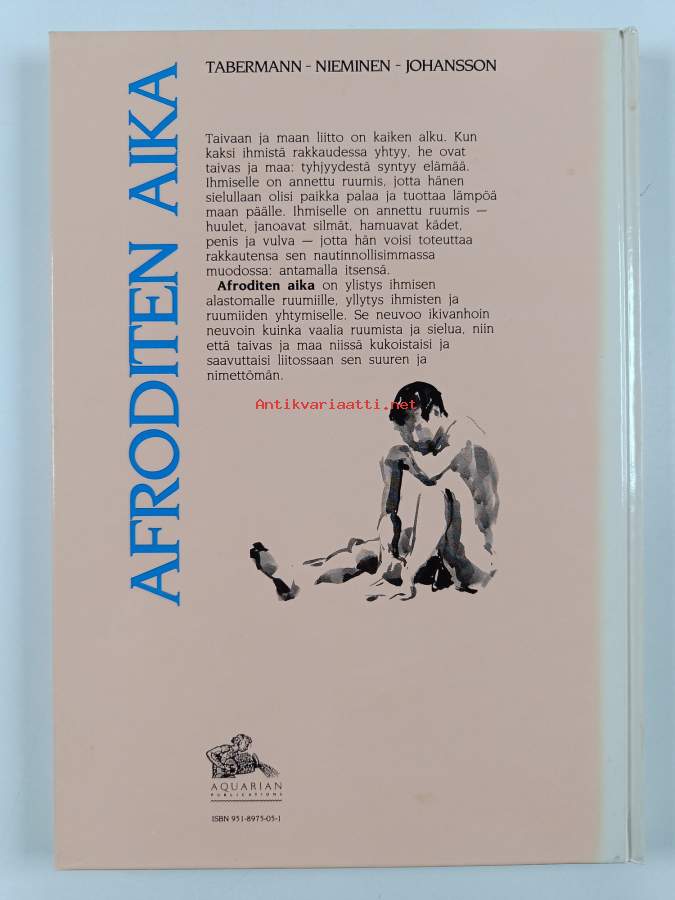 TABERMANN - NIEMINEN - JOHANSSON
AFRODITEN AIKA
Taivaan ja maan liitto on kaiken alku. Kun
kaksi ihmistä rakkaudessa yhtyy, he ovat
taivas ja maa: tyhjyydestä syntyy elämää.
Ihmiselle on annettu ruumis, jotta hänen
sielullaan olisi paikka palaa ja tuottaa lämpöä
maan päälle. Ihmiselle on annettu ruumis —
huulet, janoavat silmät, hamuavat kädet,
penis ja vulva — jotta hän voisi toteuttaa
rakkautensa sen nautinnollisimmassa
muodossa: antamalla itsensä.
Afroditen aika on ylistys ihmisen
alastomalle ruumiille, yllytys ihmisten ja
ruumiiden yhtymiselle. Se neuvoo ikivanhoin
neuvoin kuinka vaalia ruumista ja sielua, niin
että taivas ja maa niissä kukoistaisi ja
saavuttaisi liitossaan sen suuren ja
nimettömän.
Antikvariaatti.net
AQUARIAN
PUBLICATIONS
ISBN 951-8975-05-1